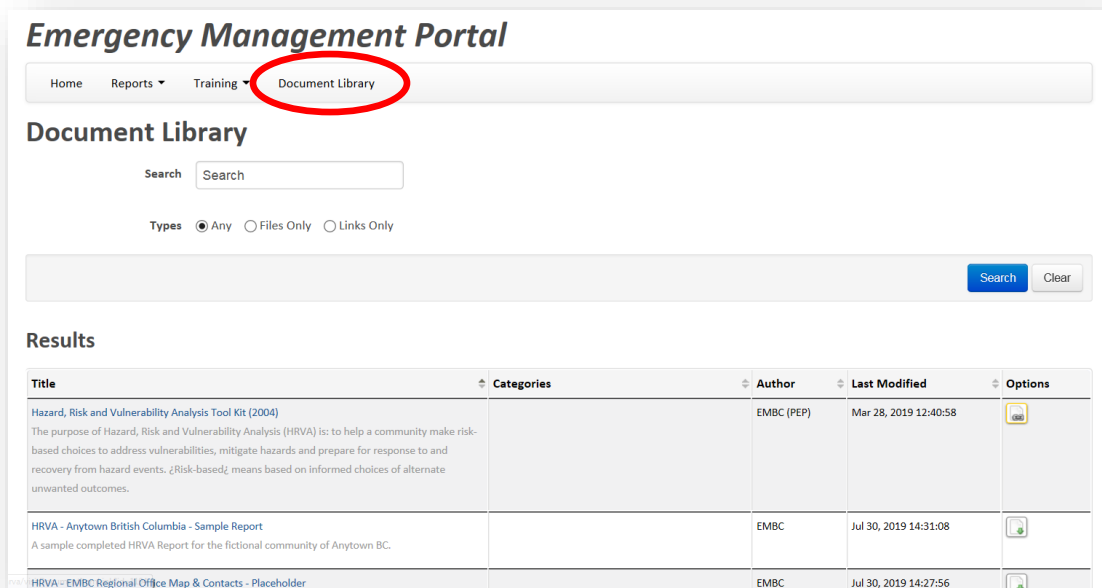 Emergency Management Portal
Home Reports Training Document Library
Document Library
Search Search
Types Any Files Only Links Only
Search Clear
Results
Title Categories Author Last Modified Options
Hazard, Risk and Vulnerability Analysis Tool Kit (2004) EMBC (PEP) Mar 28, 2019 12:40:58
The purpose of Hazard, Risk and Vulnerability Analysis (HRVA) is: to help a community make risk-
based choices to address vulnerabilities, mitigate hazards and prepare for response to and
recovery from hazard events. ¿Risk-based¿ means based on informed choices of alternate
unwanted outcomes.
HRVA - Anytown British Columbia - Sample Report EMBC Jul 30, 2019 14:31:08
A sample completed HRVA Report for the fictional community of Anytown BC.
HRVA - EMBC Regional Office Map & Contacts - Placeholder EMBC Jul 30, 2019 14:27:56